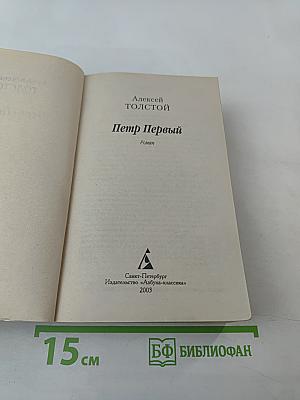 Алексей
ТОЛСТОЙ
Петр Первый
Роман
Санкт-Петербург
Издательство «Азбука-классика»
2003
15 см
БФ БИБЛИОФАН